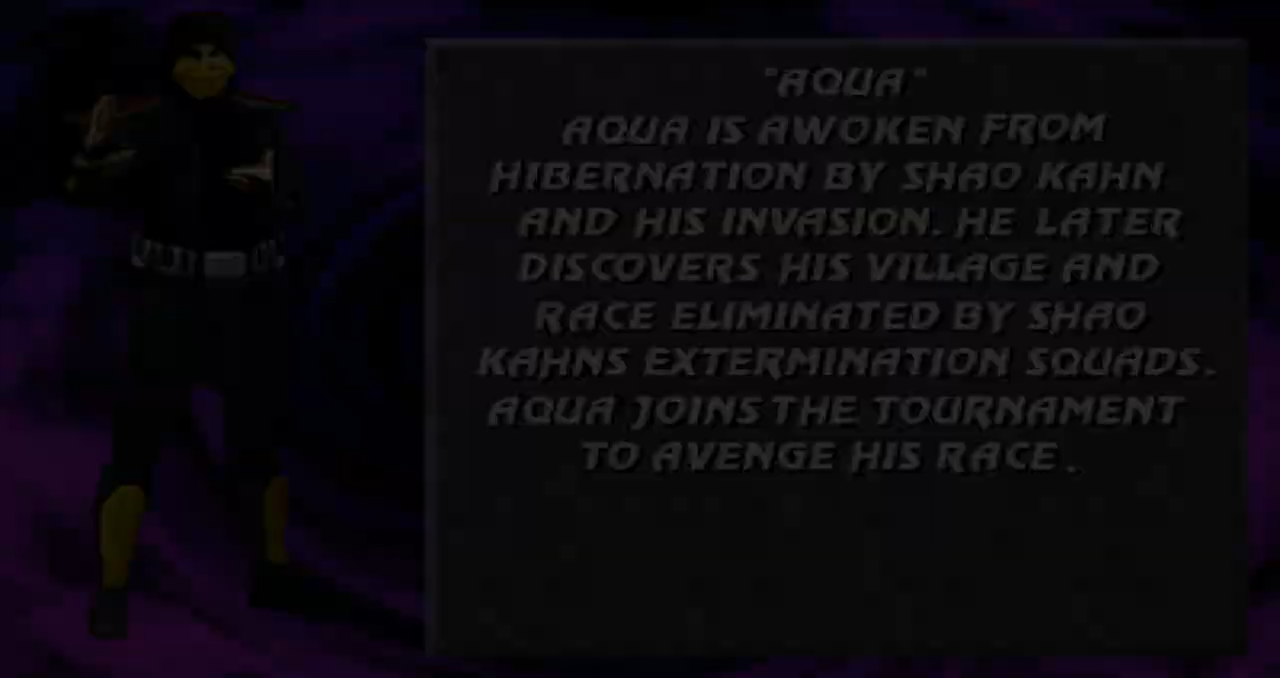 "AQUA"
AQUA IS AWOKEN FROM
HIBERNATION BY SHAO KAHN
AND HIS INVASION. HE LATER
DISCOVERS HIS VILLAGE AND
RACE ELIMINATED BY SHAO
KAHNS EXTERMINATION SQUADS.
AQUA JOINS THE TOURNAMENT
TO AVENGE HIS RACE.